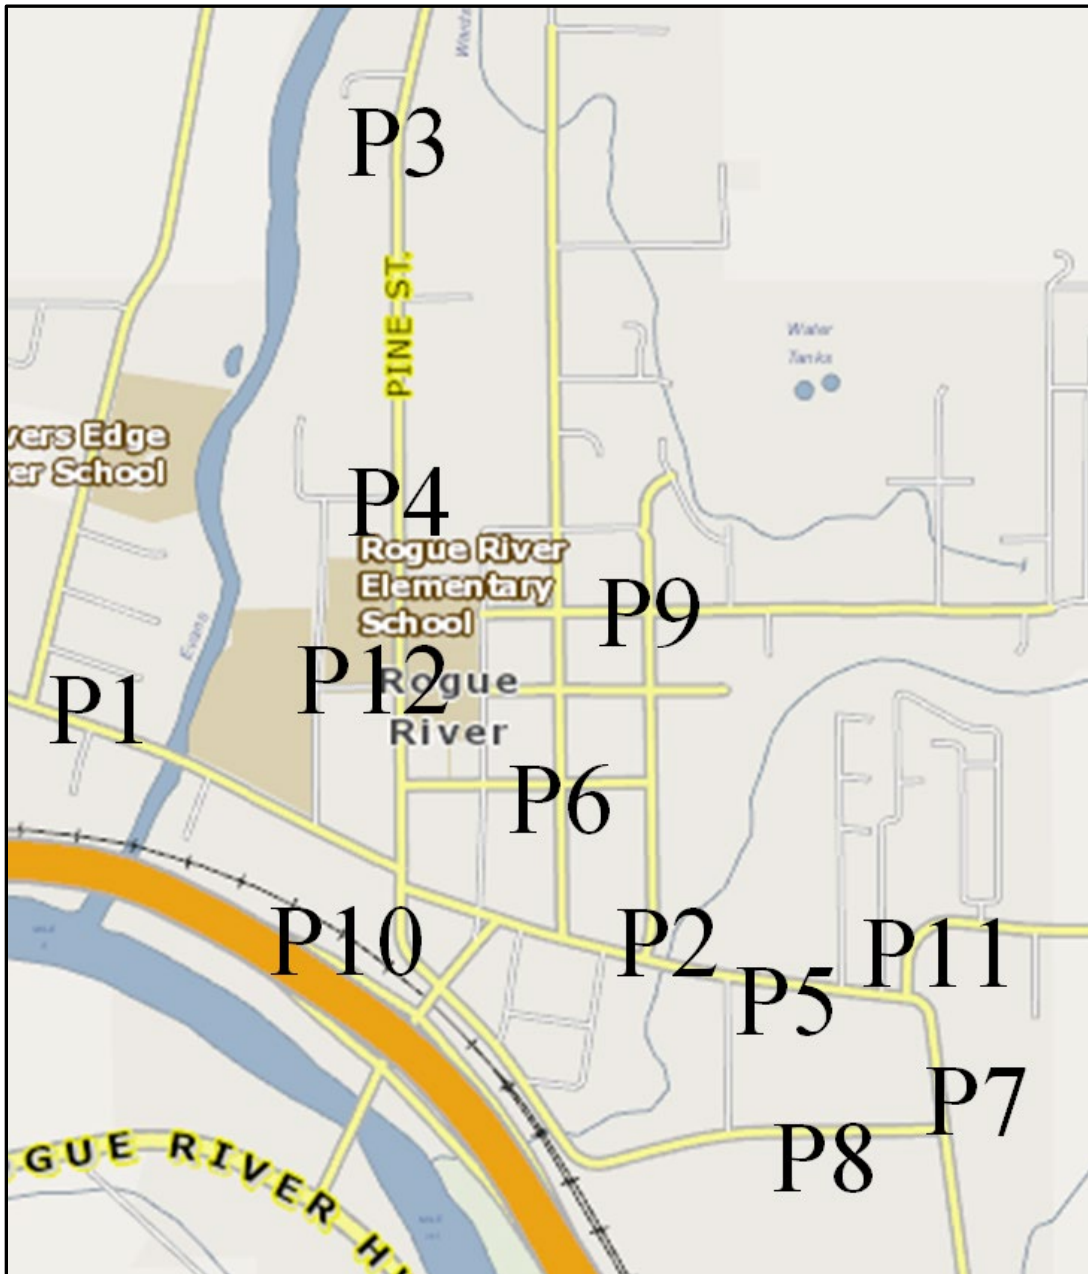 P3
PINE ST.
Water
Tanks
vers Edge
er School
P4
Rogue River
Elementary
School
P9
Evans
P12
Rogue
River
P1
P6
P10
P2
P11
P5
P7
P8
GUE RIVER H